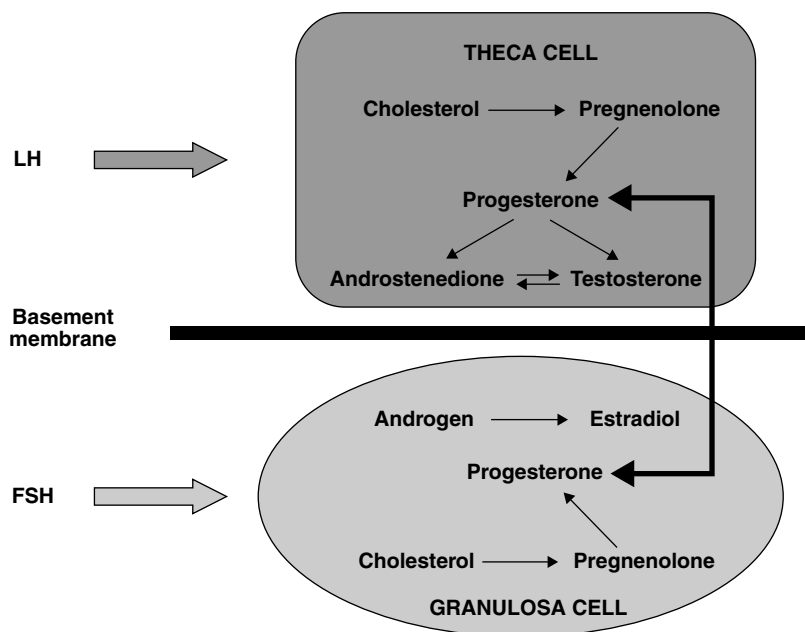 THECA CELL
Cholesterol
Pregnenolone
LH
Progesterone
Androstenedione
Testosterone
Basement
membrane
Androgen
Estradiol
Progesterone
FSH
Cholesterol
Pregnenolone
GRANULOSA CELL